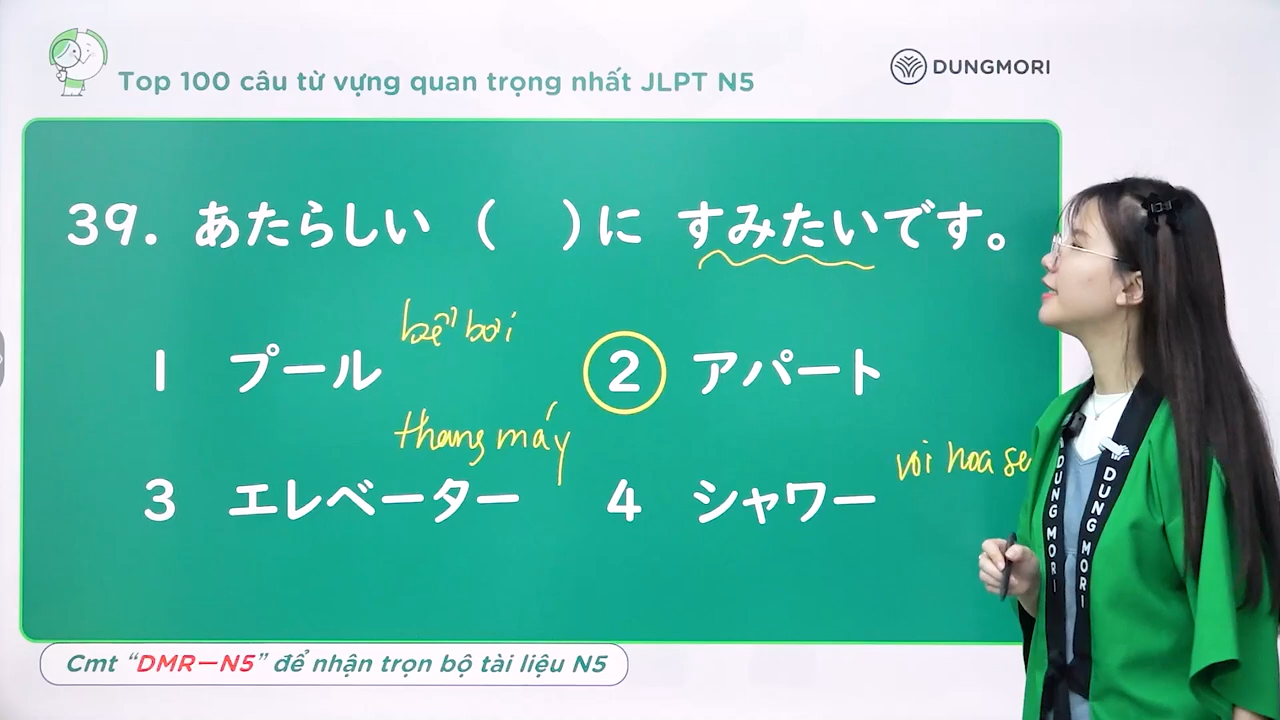 Top 100 câu từ vựng quan trọng nhất JLPT N5
DUNGMORI
39. あたらしい ( )に すみたいです。
bể bơi
1 プール
2 アパート
thang máy
vòi hoa se
3 エレベーター
4 シャワー
DUNG MORI
DUNG MORI
Cmt “DMR—N5” để nhận trọn bộ tài liệu N5